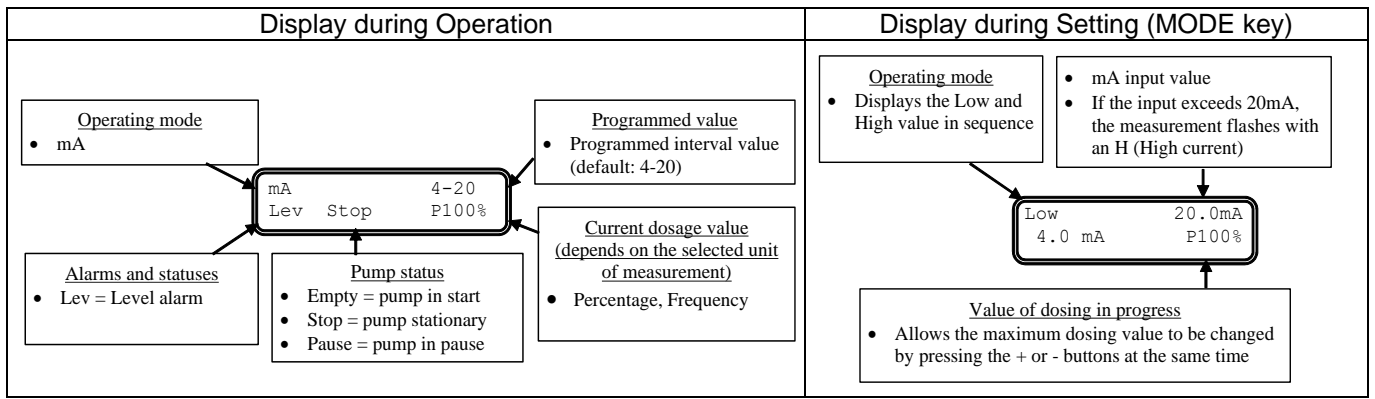 Display during Operation
Operating mode
• mA
Programmed value
• Programmed interval value
(default: 4-20)
mA 4-20
Lev Stop P100%
Alarms and statuses
• Lev = Level alarm
Pump status
• Empty = pump in start
• Stop = pump stationary
• Pause = pump in pause
Current dosage value
(depends on the selected unit
of measurement)
• Percentage, Frequency
Display during Setting (MODE key)
Operating mode
• Displays the Low and
High value in sequence
• mA input value
• If the input exceeds 20mA,
the measurement flashes with
an H (High current)
Low 20.0mA
4.0 mA P100%
Value of dosing in progress
• Allows the maximum dosing value to be changed
by pressing the + or - buttons at the same time